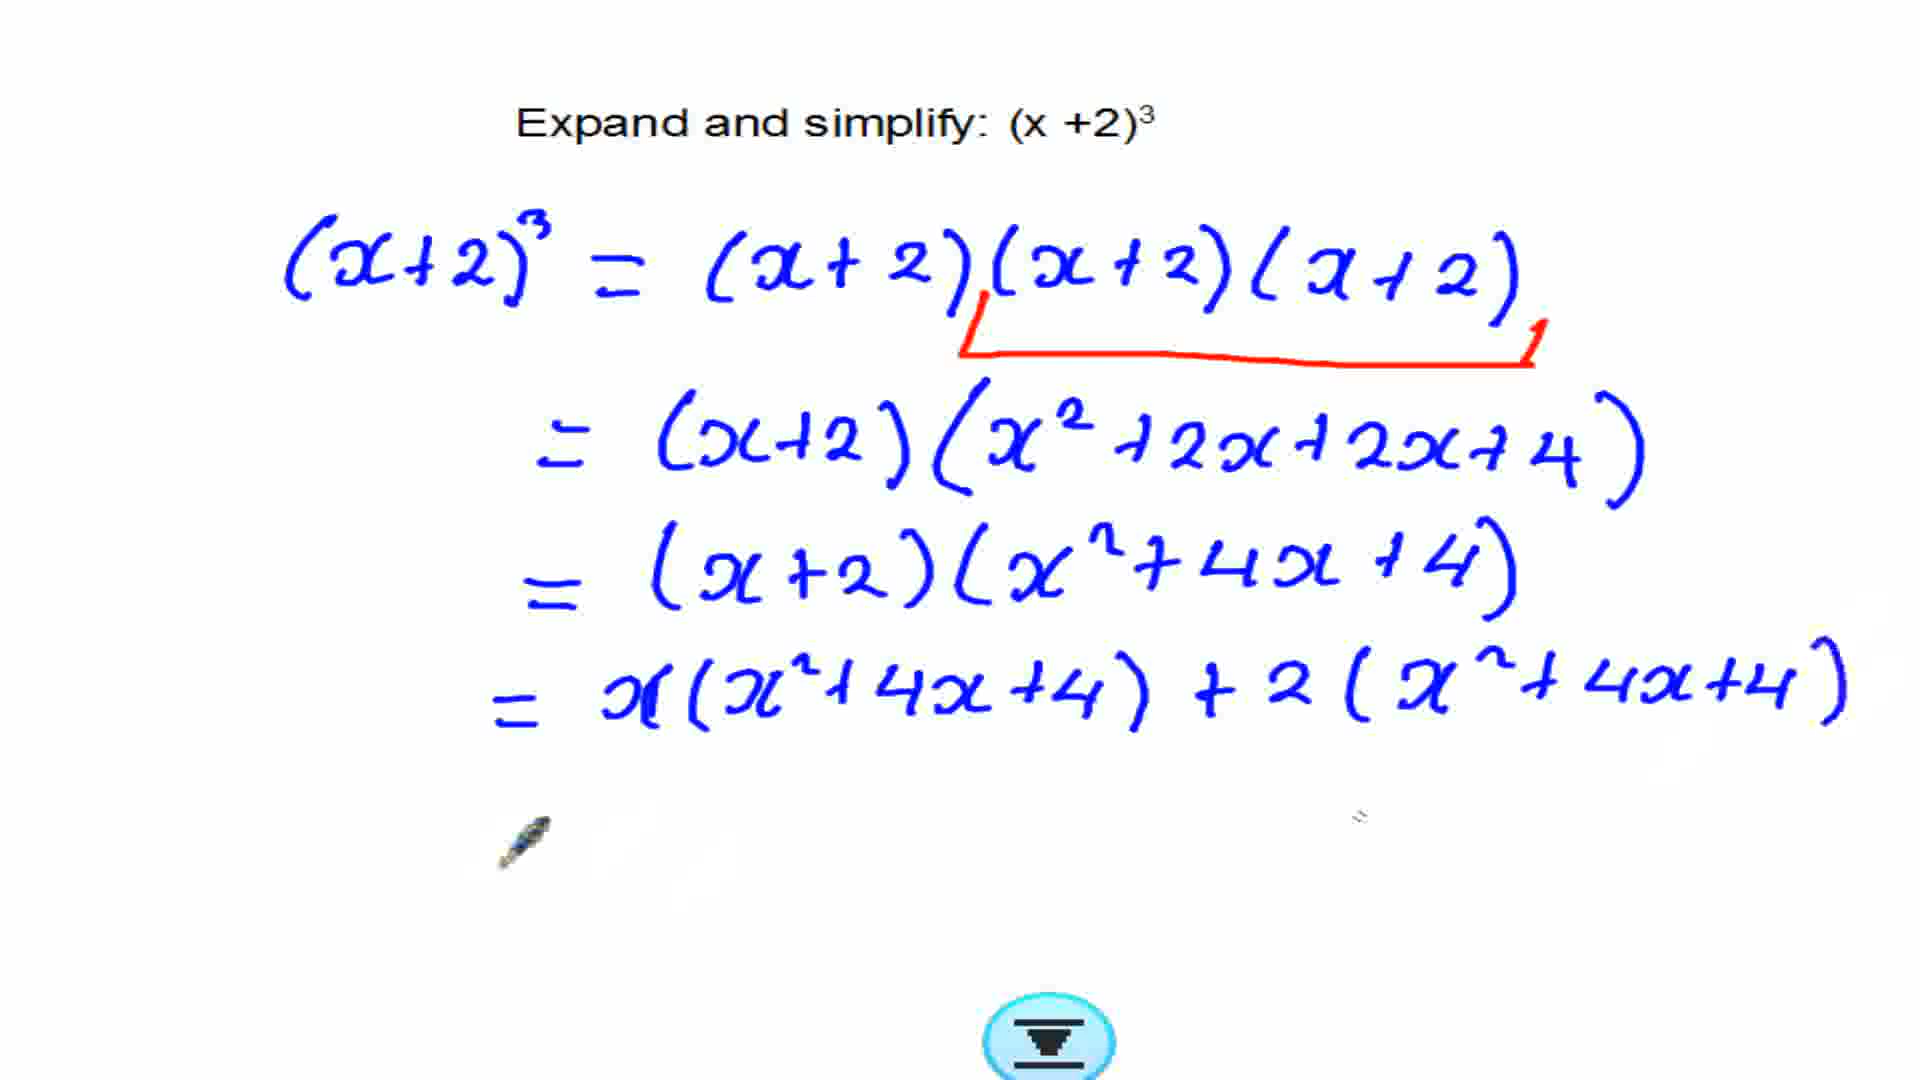 Expand and simplify: (x +2)³
(x+2)³ = (x+2)(x+2)(x+2)
= (x+2)(x²+2x+2x+4)
= (x+2)(x²+4x+4)
= x(x²+4x+4) + 2(x²+4x+4)